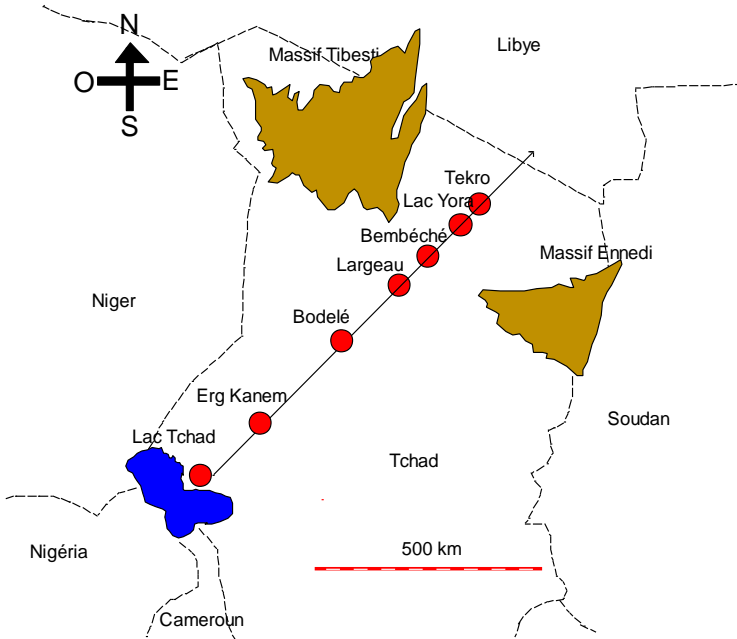 N
Massif Tibesti
Libye
O
E
S
Tekro
Lac Yora
Bembéché
Massif Ennedi
Largeau
Niger
Bodelé
Erg Kanem
Soudan
Lac Tchad
Tchad
Nigéria
500 km
Cameroun